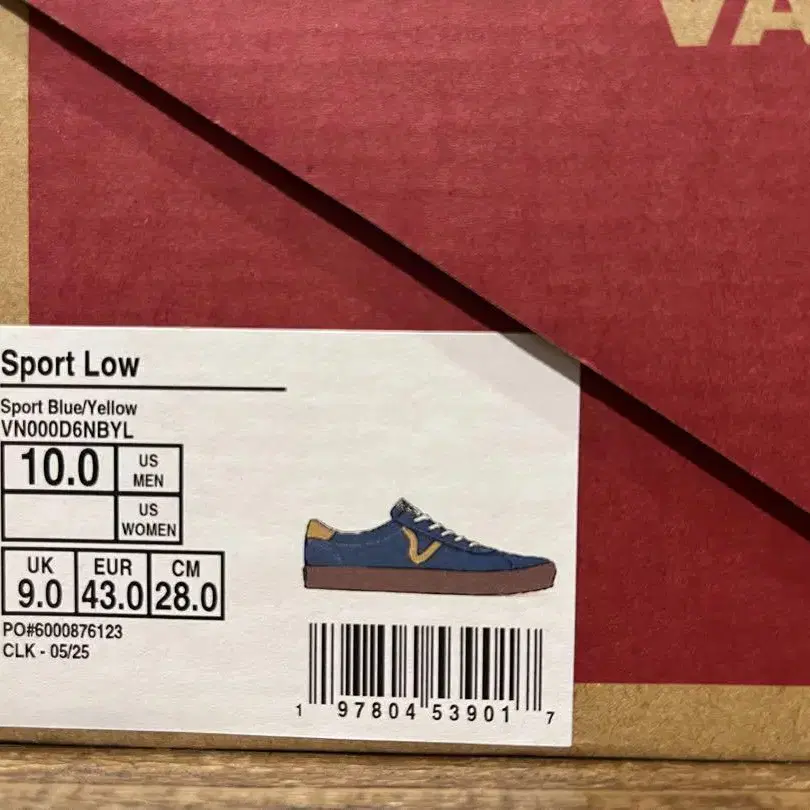 VA
Sport Low
Sport Blue/Yellow
VN000D6NBYL
10.0 US MEN
US WOMEN
UK EUR CM
9.0 43.0 28.0
PO#6000876123
CLK - 05/25
1 97804 53901 7